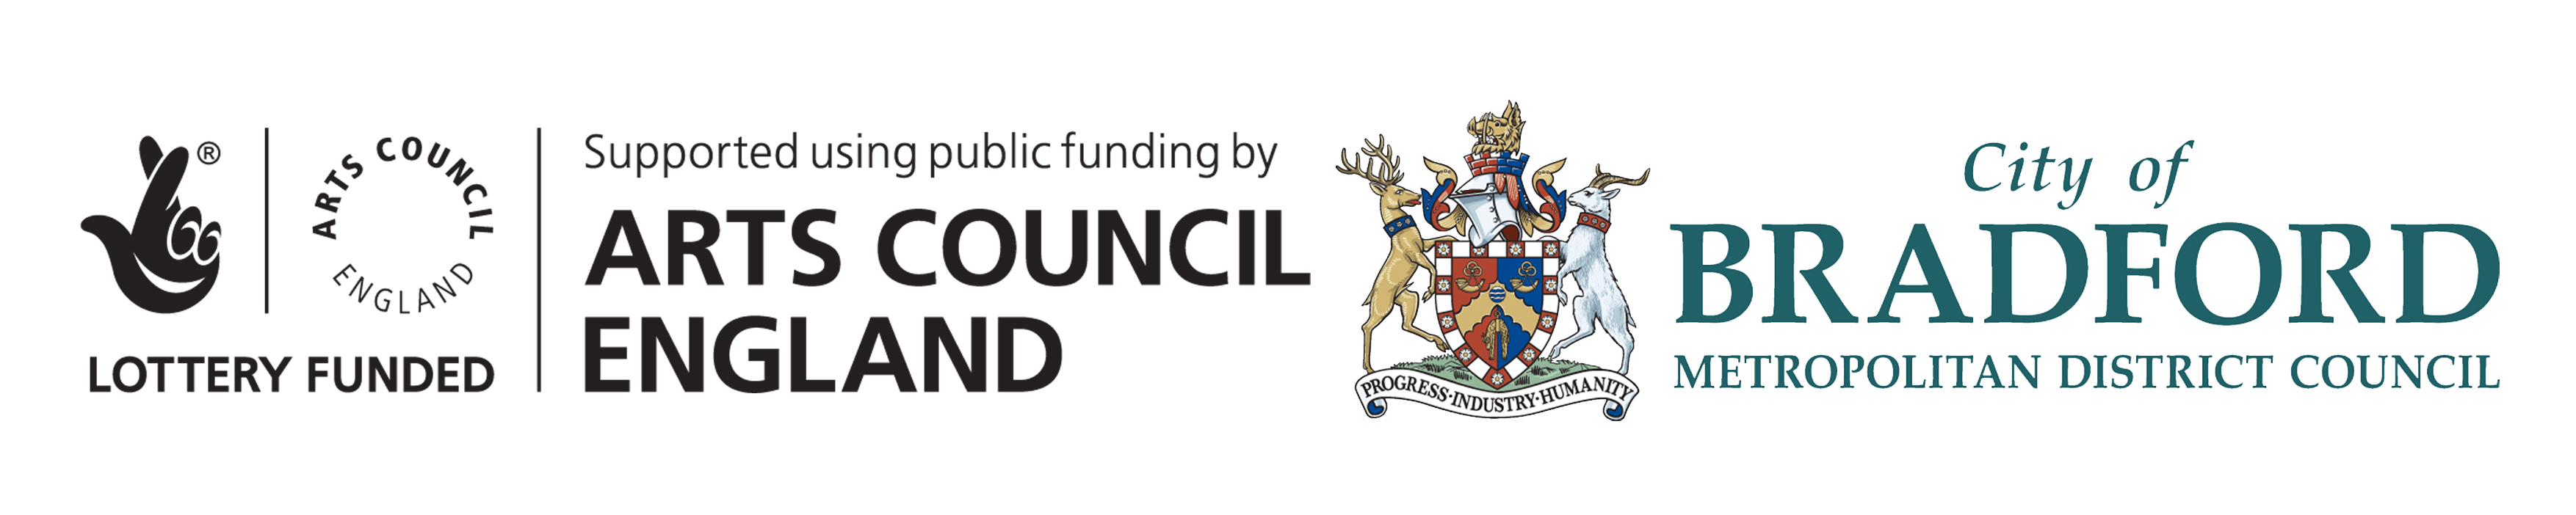 ®
ARTS COUNCIL
ENGLAND
LOTTERY FUNDED
Supported using public funding by
ARTS COUNCIL
ENGLAND
PROGRESS·INDUSTRY·HUMANITY
City of
BRADFORD
METROPOLITAN DISTRICT COUNCIL